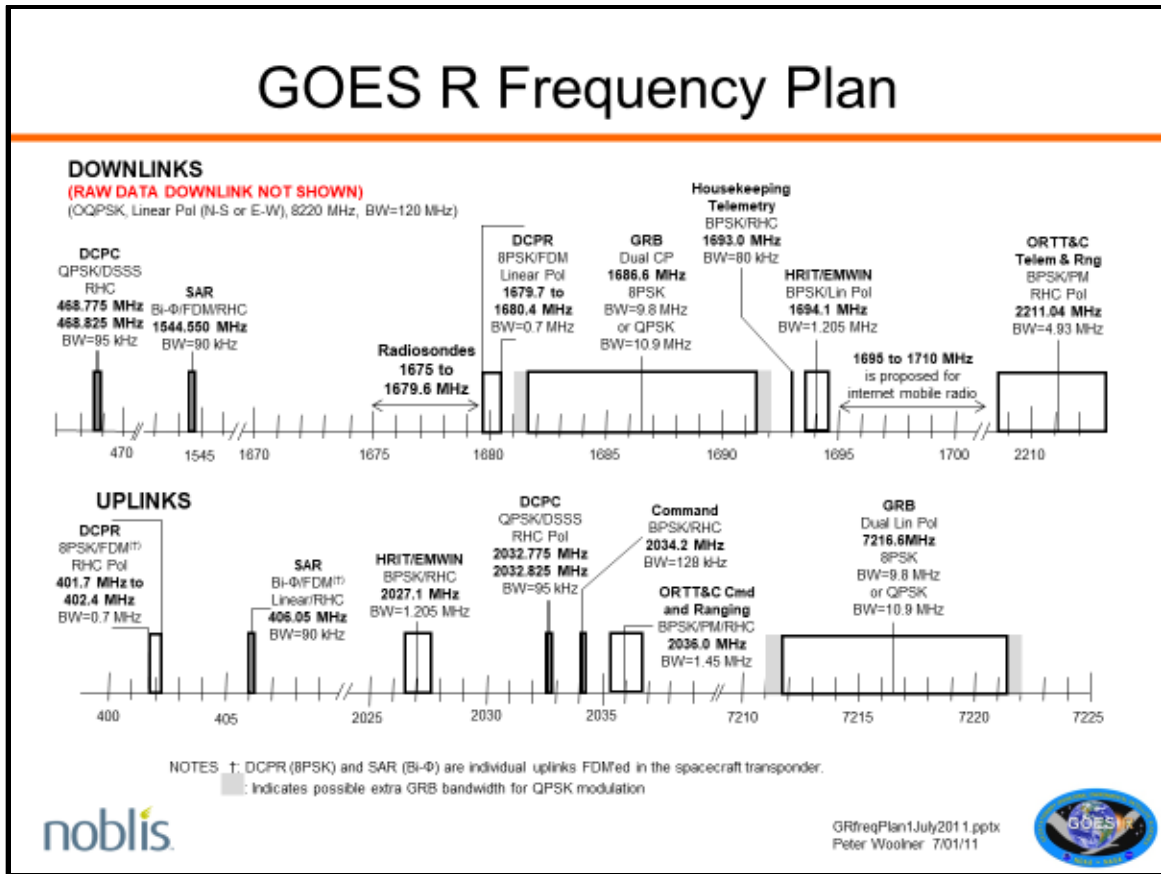 GOES R Frequency Plan
DOWNLINKS
(RAW DATA DOWNLINK NOT SHOWN)
(OQPSK, Linear Pol (N-S or E-W), 8220 MHz, BW=120 MHz)
DCPC
QPSK/DSSS
RHC
468.775 MHz
468.825 MHz
BW=95 kHz
SAR
Bi-Φ/FDM/RHC
1544.550 MHz
BW=90 kHz
Radiosondes
1675 to
1679.6 MHz
DCPR
8PSK/FDM
Linear Pol
1679.7 to
1680.4 MHz
BW=0.7 MHz
GRB
Dual CP
1686.6 MHz
8PSK
BW=9.8 MHz
or QPSK
BW=10.9 MHz
Housekeeping
Telemetry
BPSK/RHC
1693.0 MHz
BW=80 kHz
HRIT/EMWIN
BPSK/Lin Pol
1694.1 MHz
BW=1.205 MHz
1695 to 1710 MHz
is proposed for
internet mobile radio
ORTT&C
Telem & Rng
BPSK/PM
RHC Pol
2211.04 MHz
BW=4.93 MHz
470 1545 1670 1675 1680 1685 1690 1695 1700 2210
UPLINKS
DCPR
8PSK/FDM(†)
RHC Pol
401.7 MHz to
402.4 MHz
BW=0.7 MHz
SAR
Bi-Φ/FDM(†)
Linear/RHC
406.05 MHz
BW=90 kHz
HRIT/EMWIN
BPSK/RHC
2027.1 MHz
BW=1.205 MHz
DCPC
QPSK/DSSS
RHC Pol
2032.775 MHz
2032.825 MHz
BW=95 kHz
Command
BPSK/RHC
2034.2 MHz
BW=128 kHz
ORTT&C Cmd
and Ranging
BPSK/PM/RHC
2036.0 MHz
BW=1.45 MHz
GRB
Dual Lin Pol
7216.6MHz
8PSK
BW=9.8 MHz
or QPSK
BW=10.9 MHz
400 405 2025 2030 2035 7210 7215 7220 7225
NOTES †: DCPR (8PSK) and SAR (Bi-Φ) are individual uplinks FDM'ed in the spacecraft transponder.
: Indicates possible extra GRB bandwidth for QPSK modulation
noblis
GRfreqPlan1July2011.pptx
Peter Woolner 7/01/11
GOES R